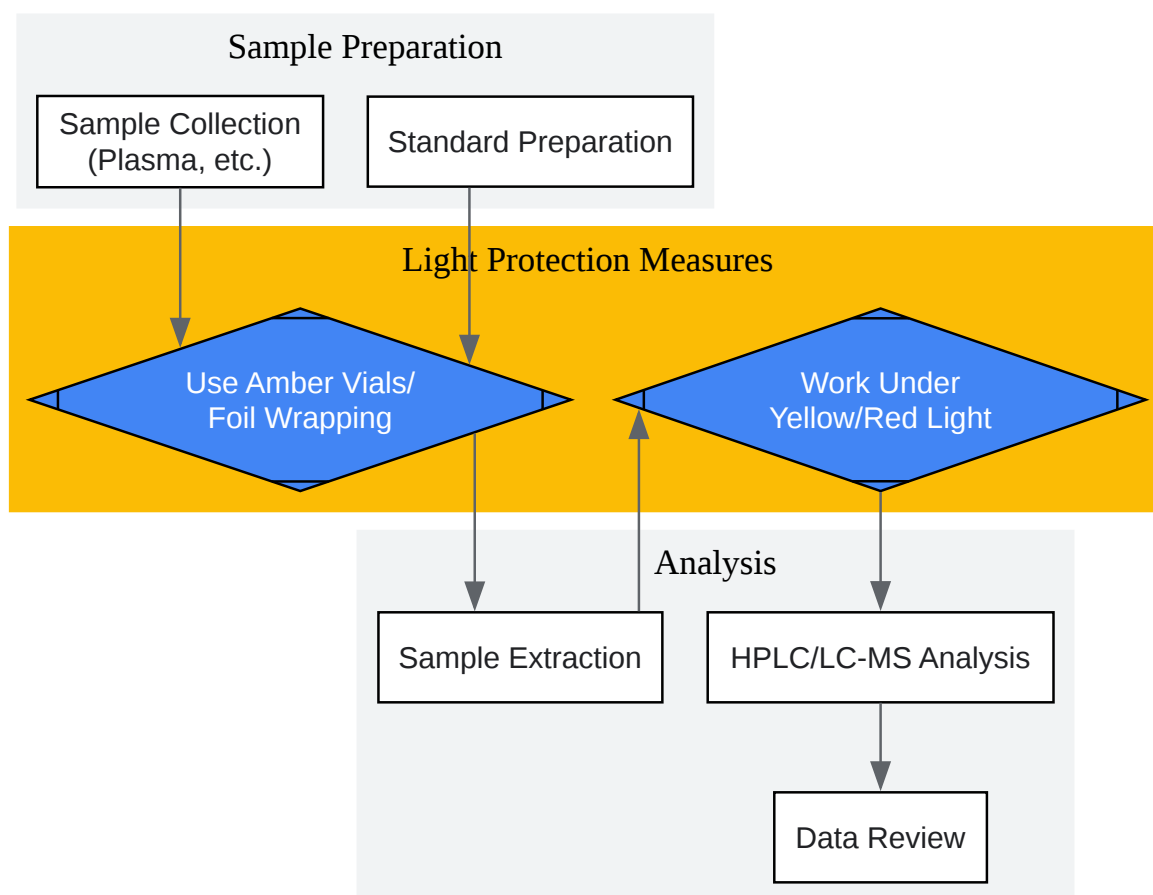 Sample Preparation
Sample Collection
(Plasma, etc.)
Standard Preparation
Light Protection Measures
Use Amber Vials/
Foil Wrapping
Work Under
Yellow/Red Light
Analysis
Sample Extraction
HPLC/LC-MS Analysis
Data Review